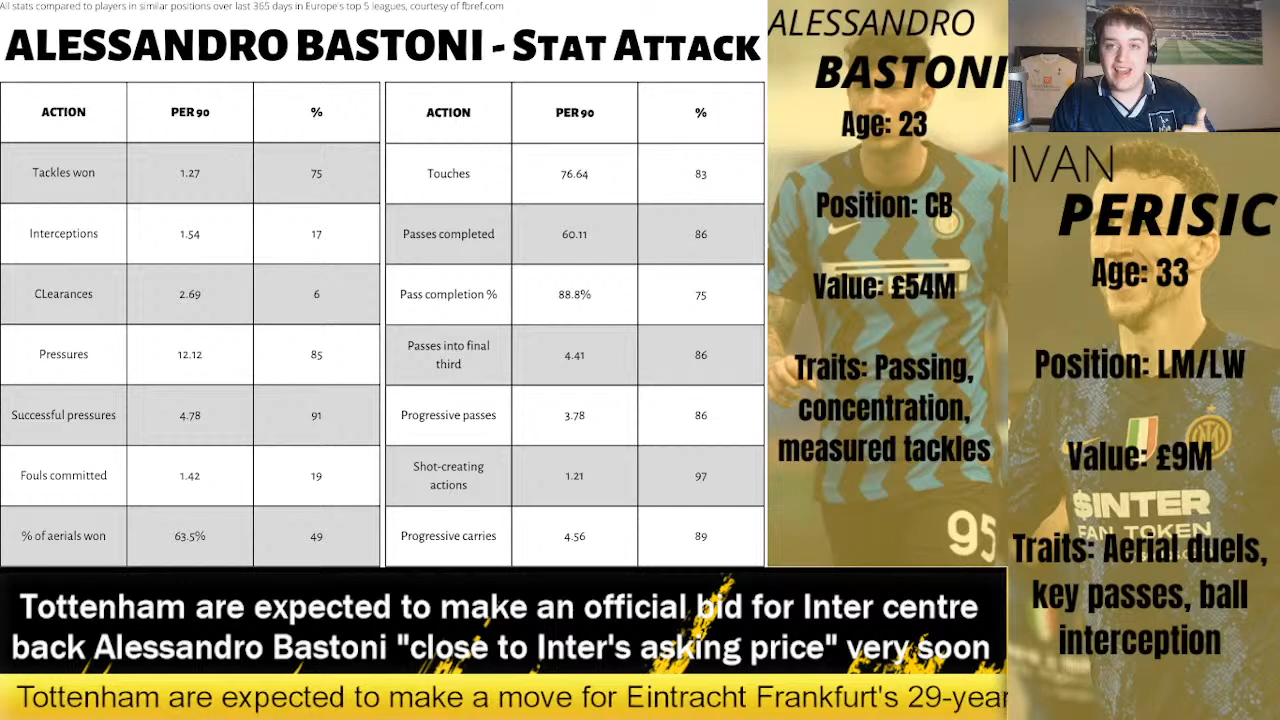 All stats compared to players in similar positions over last 365 days in Europe's top 5 leagues, courtesy of fbref.com
ALESSANDRO BASTONI - STAT ATTACK
ACTION PER 90 %
Tackles won 1.27 75
Interceptions 1.54 17
CLearances 2.69 6
Pressures 12.12 85
Successful pressures 4.78 91
Fouls committed 1.42 19
% of aerials won 63.5% 49
ACTION PER 90 %
Touches 76.64 83
Passes completed 60.11 86
Pass completion % 88.8% 75
Passes into final
third 4.41 86
Progressive passes 3.78 86
Shot-creating
actions 1.21 97
Progressive carries 4.56 89
ALESSANDRO
BASTONI
Age: 23
Position: CB
Value: £54M
Traits: Passing,
concentration,
measured tackles
95
IVAN
PERISIC
Age: 33
Position: LM/LW
Value: £9M
$INTER
FAN TOKEN
Traits: Aerial duels,
key passes, ball
interception
Tottenham are expected to make an official bid for Inter centre
back Alessandro Bastoni "close to Inter's asking price" very soon
Tottenham are expected to make a move for Eintracht Frankfurt's 29-year